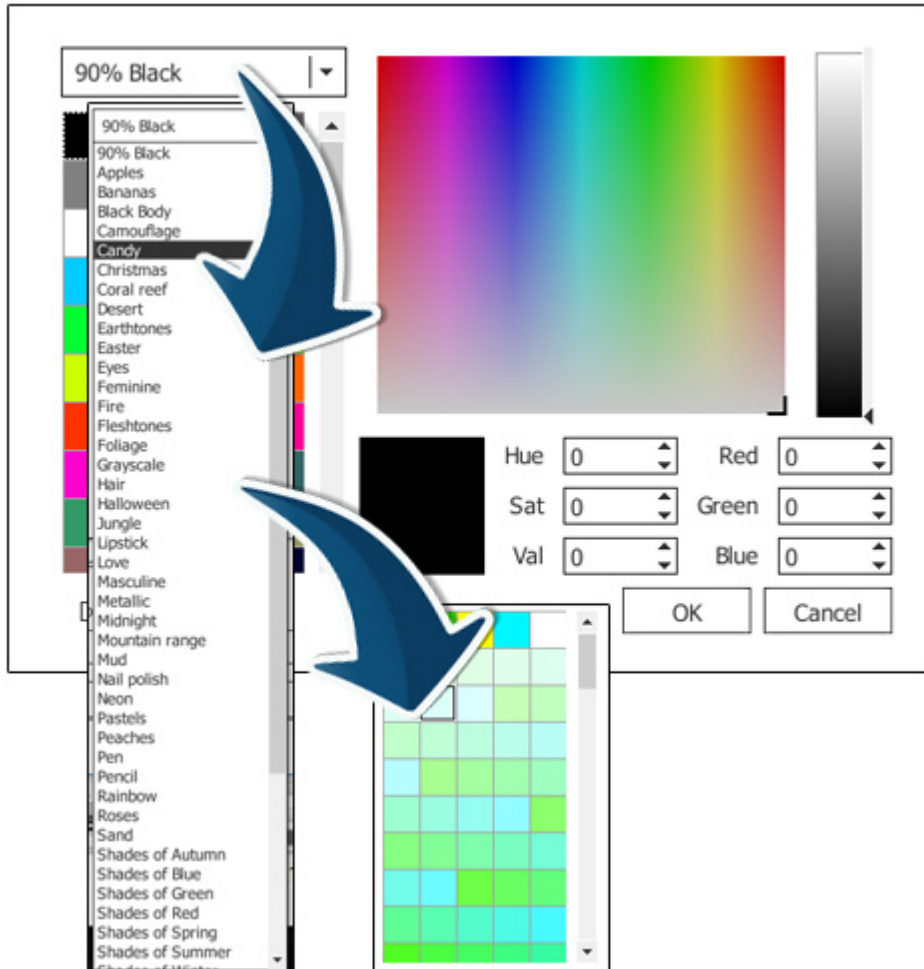 90% Black
90% Black
90% Black
Apples
Bananas
Black Body
Camouflage
Candy
Christmas
Coral reef
Desert
Earthtones
Easter
Eyes
Feminine
Fire
Fleshtones
Foliage
Grayscale
Hair
Halloween
Jungle
Lipstick
Love
Masculine
Metallic
Midnight
Mountain range
Mud
Nail polish
Neon
Pastels
Peaches
Pen
Pencil
Rainbow
Roses
Sand
Shades of Autumn
Shades of Blue
Shades of Green
Shades of Red
Shades of Spring
Shades of Summer
Shades of Winter
Hue 0 Red 0
Sat 0 Green 0
Val 0 Blue 0
OK Cancel